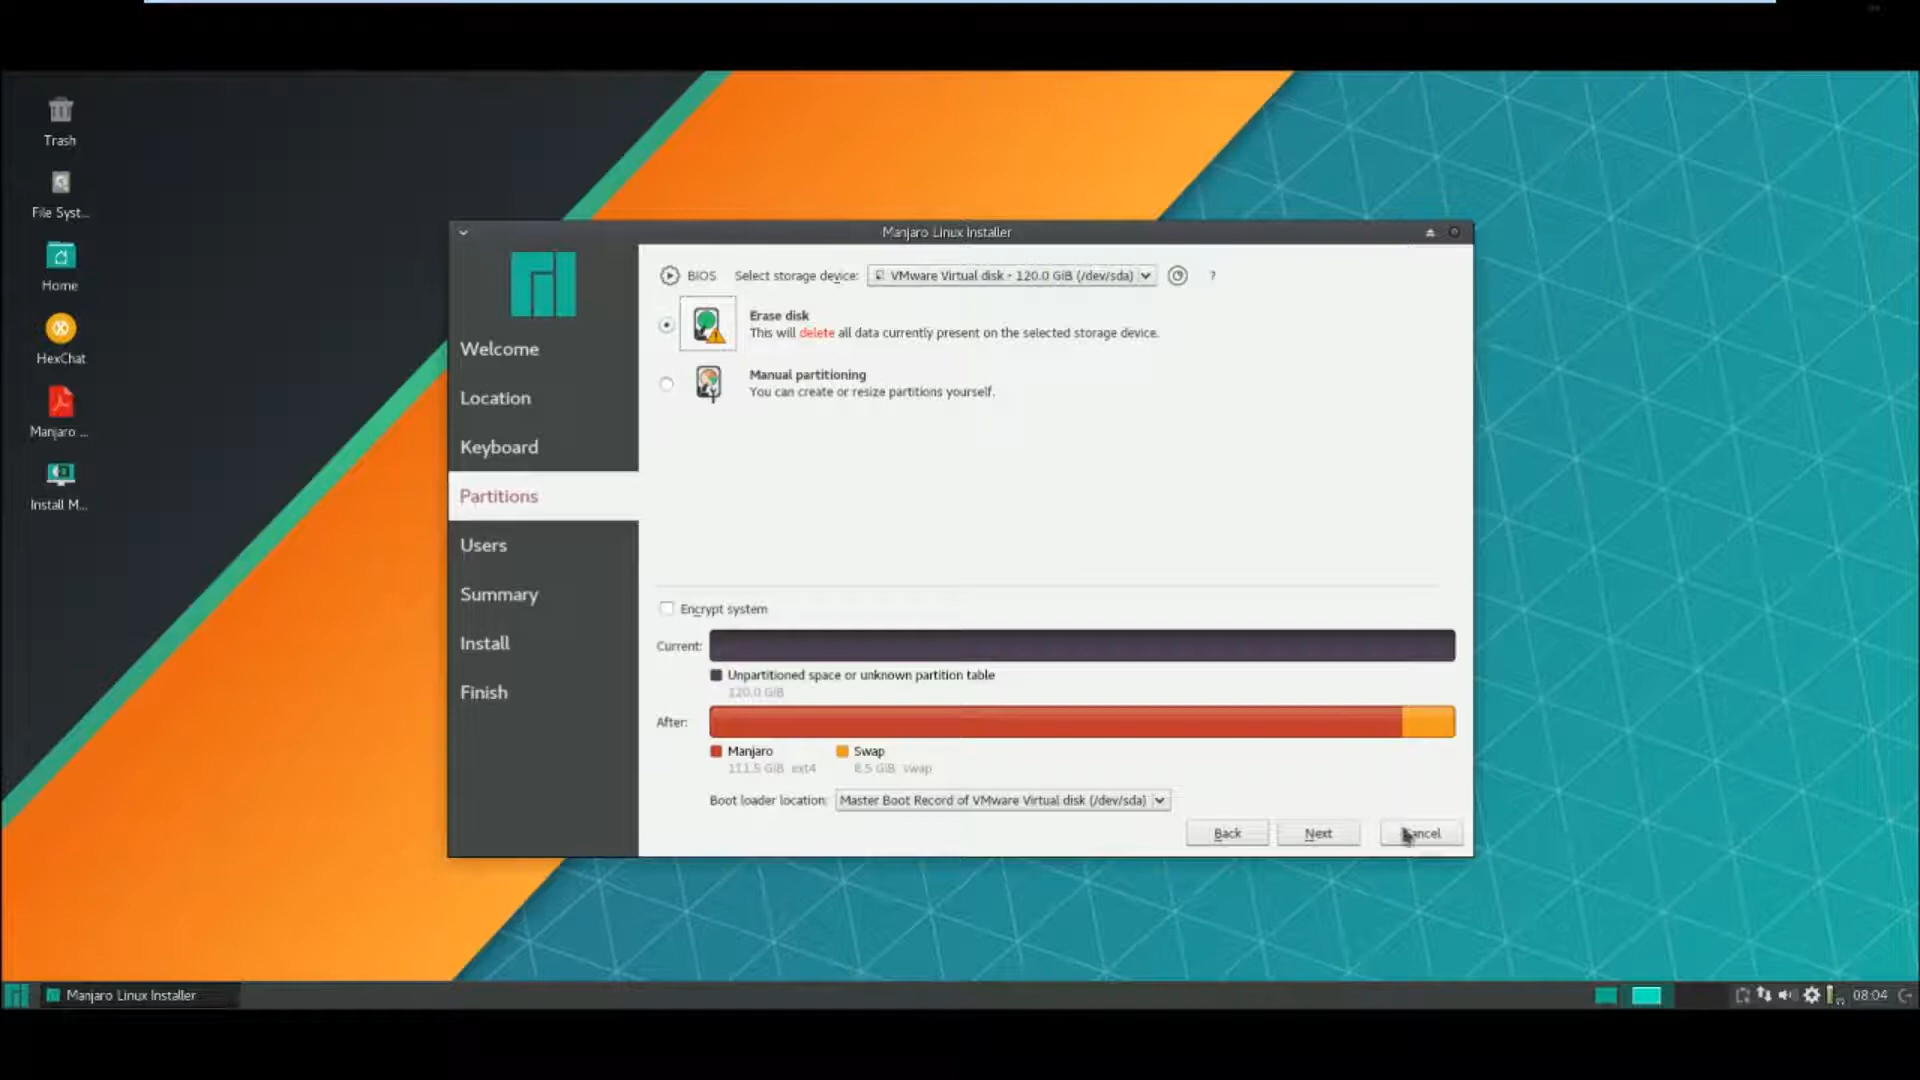 Trash
File Syst...
Home
HexChat
Manjaro ...
Install M...
Manjaro Linux Installer
Welcome
Location
Keyboard
Partitions
Users
Summary
Install
Finish
BIOS Select storage device: VMware Virtual disk - 120.0 GiB (/dev/sda) ?
Erase disk
This will delete all data currently present on the selected storage device.
Manual partitioning
You can create or resize partitions yourself.
Encrypt system
Current:
Unpartitioned space or unknown partition table
120.0 GiB
After:
Manjaro Swap
111.5 GiB ext4 8.5 GiB swap
Boot loader location: Master Boot Record of VMware Virtual disk (/dev/sda)
Back Next Cancel
Manjaro Linux Installer
08:04